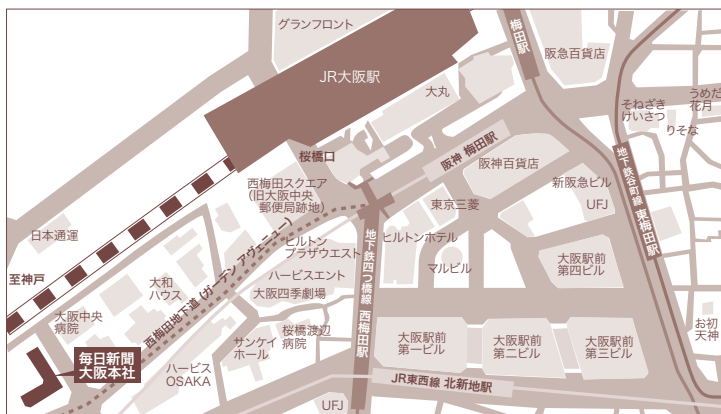 グランフロント
JR大阪駅
梅田駅
阪急百貨店
大丸
うめだ
花月
そねざき
けいさつ
りそな
桜橋口
阪神 梅田駅
阪神百貨店
西梅田スクエア
(旧大阪中央
郵便局跡地)
新阪急ビル
UFJ
東京三菱
地下鉄谷町線 東梅田駅
日本通運
ヒルトン
プラザウエスト
ヒルトンホテル
マルビル
大阪駅前
第四ビル
至神戸
大和
ハウス
西梅田地下道(ガーデンアヴェニュー)
ハービスエント
大阪四季劇場
地下鉄四つ橋線 西梅田駅
大阪中央
病院
サンケイ
ホール
桜橋渡辺
病院
大阪駅前
第一ビル
大阪駅前
第二ビル
大阪駅前
第三ビル
お初
天神
毎日新聞
大阪本社
ハービス
OSAKA
JR東西線 北新地駅
UFJ